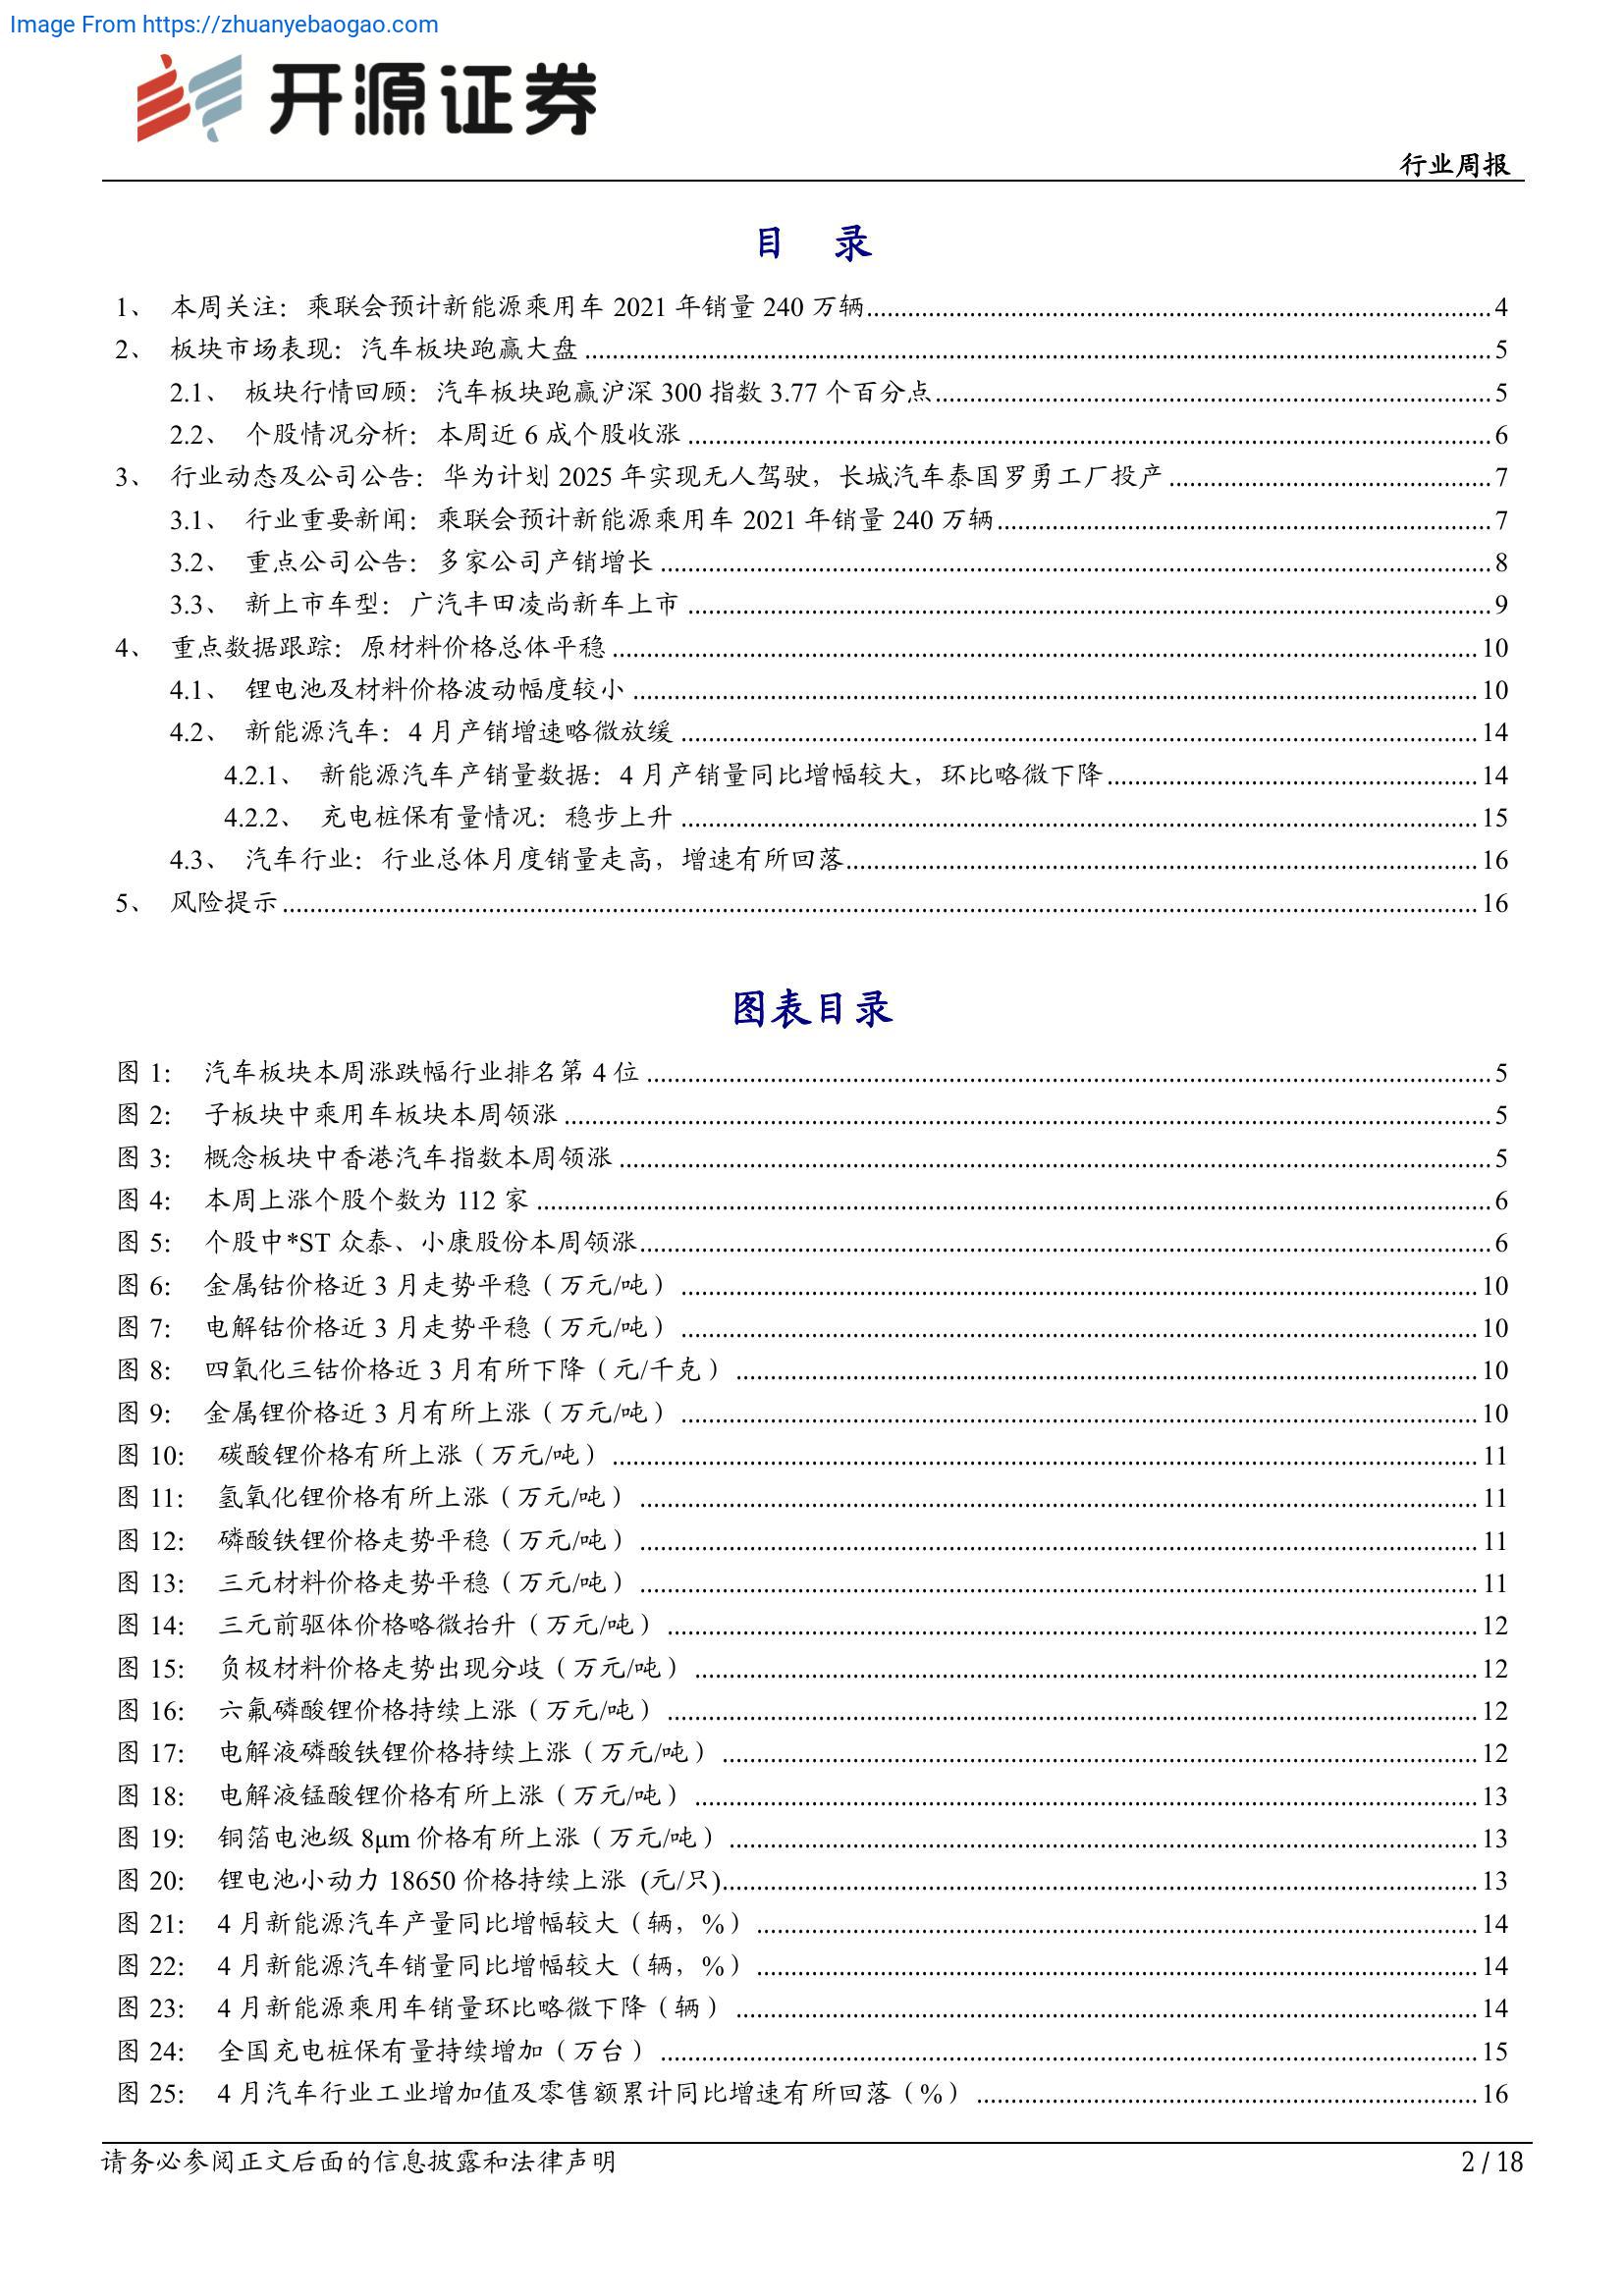 Image From https://zhuanyebaogao.com
开源证券
行业周报
目 录
1、 本周关注：乘联会预计新能源乘用车 2021 年销量 240 万辆 4
2、 板块市场表现：汽车板块跑赢大盘 5
2.1、 板块行情回顾：汽车板块跑赢沪深 300 指数 3.77 个百分点 5
2.2、 个股情况分析：本周近 6 成个股收涨 6
3、 行业动态及公司公告：华为计划 2025 年实现无人驾驶，长城汽车泰国罗勇工厂投产 7
3.1、 行业重要新闻：乘联会预计新能源乘用车 2021 年销量 240 万辆 7
3.2、 重点公司公告：多家公司产销增长 8
3.3、 新上市车型：广汽丰田凌尚新车上市 9
4、 重点数据跟踪：原材料价格总体平稳 10
4.1、 锂电池及材料价格波动幅度较小 10
4.2、 新能源汽车：4 月产销增速略微放缓 14
4.2.1、 新能源汽车产销量数据：4 月产销量同比增幅较大，环比略微下降 14
4.2.2、 充电桩保有量情况：稳步上升 15
4.3、 汽车行业：行业总体月度销量走高，增速有所回落 16
5、 风险提示 16
图表目录
图 1： 汽车板块本周涨跌幅行业排名第 4 位 5
图 2： 子板块中乘用车板块本周领涨 5
图 3： 概念板块中香港汽车指数本周领涨 5
图 4： 本周上涨个股个数为 112 家 6
图 5： 个股中*ST 众泰、小康股份本周领涨 6
图 6： 金属钴价格近 3 月走势平稳（万元/吨） 10
图 7： 电解钴价格近 3 月走势平稳（万元/吨） 10
图 8： 四氧化三钴价格近 3 月有所下降（元/千克） 10
图 9： 金属锂价格近 3 月有所上涨（万元/吨） 10
图 10： 碳酸锂价格有所上涨（万元/吨） 11
图 11： 氢氧化锂价格有所上涨（万元/吨） 11
图 12： 磷酸铁锂价格走势平稳（万元/吨） 11
图 13： 三元材料价格走势平稳（万元/吨） 11
图 14： 三元前驱体价格略微抬升（万元/吨） 12
图 15： 负极材料价格走势出现分歧（万元/吨） 12
图 16： 六氟磷酸锂价格持续上涨（万元/吨） 12
图 17： 电解液磷酸铁锂价格持续上涨（万元/吨） 12
图 18： 电解液锰酸锂价格有所上涨（万元/吨） 13
图 19： 铜箔电池级 8μm 价格有所上涨（万元/吨） 13
图 20： 锂电池小动力 18650 价格持续上涨 (元/只) 13
图 21： 4 月新能源汽车产量同比增幅较大（辆，%） 14
图 22： 4 月新能源汽车销量同比增幅较大（辆，%） 14
图 23： 4 月新能源乘用车销量环比略微下降（辆） 14
图 24： 全国充电桩保有量持续增加（万台） 15
图 25： 4 月汽车行业工业增加值及零售额累计同比增速有所回落（%） 16
请务必参阅正文后面的信息披露和法律声明 2 / 18